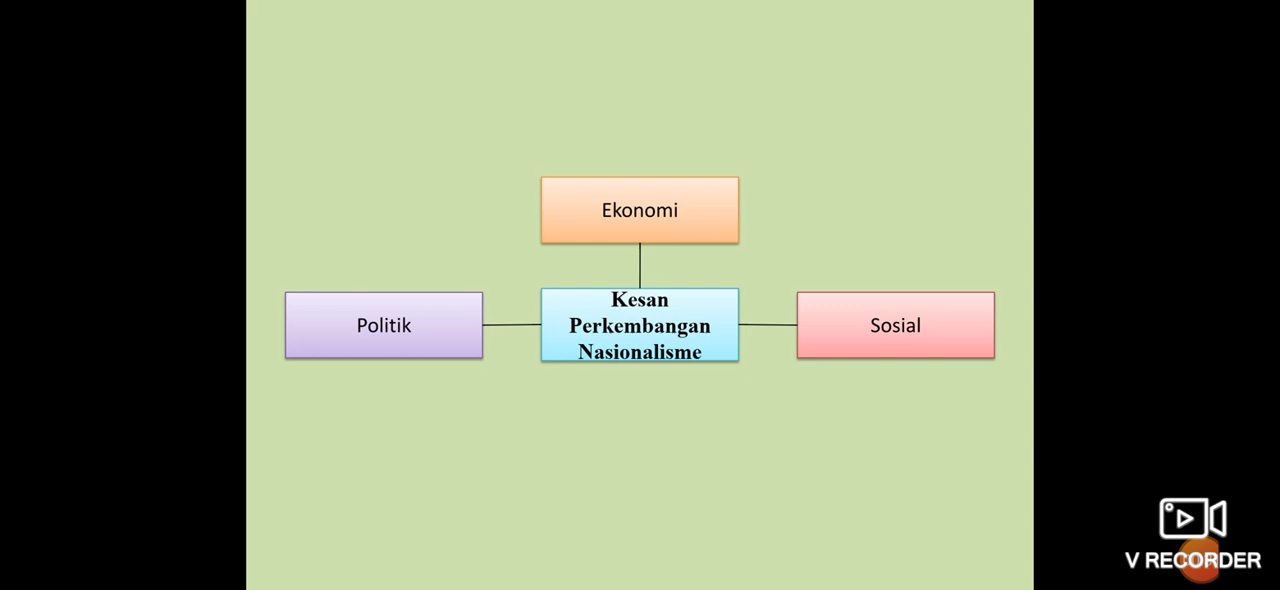 Ekonomi
Politik
Kesan
Perkembangan
Nasionalisme
Sosial
V RECORDER